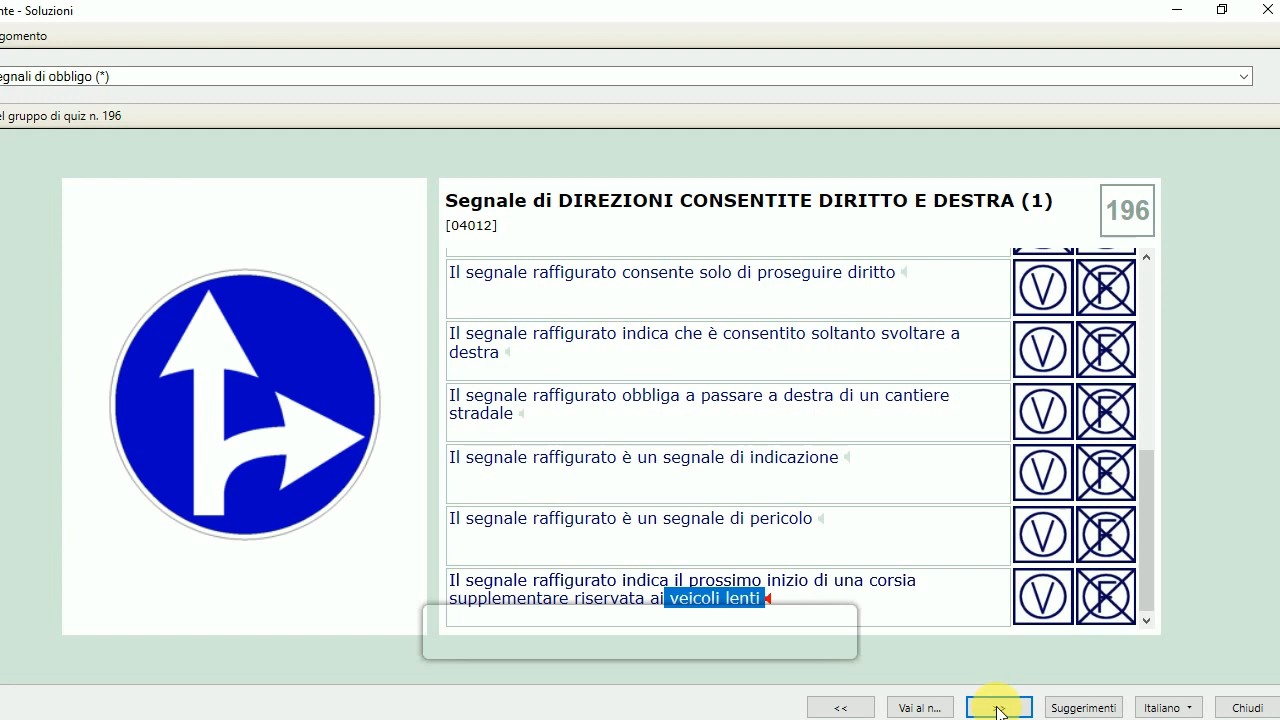 nte - Soluzioni
gomento
egnali di obbligo (*)
el gruppo di quiz n. 196
Segnale di DIREZIONI CONSENTITE DIRITTO E DESTRA (1)
196
[04012]
Il segnale raffigurato consente solo di proseguire diritto
V F
Il segnale raffigurato indica che è consentito soltanto svoltare a
destra
V F
Il segnale raffigurato obbliga a passare a destra di un cantiere
stradale
V F
Il segnale raffigurato è un segnale di indicazione
V F
Il segnale raffigurato è un segnale di pericolo
V F
Il segnale raffigurato indica il prossimo inizio di una corsia
supplementare riservata ai veicoli lenti
V F
<< Vai al n... >> Suggerimenti Italiano Chiudi